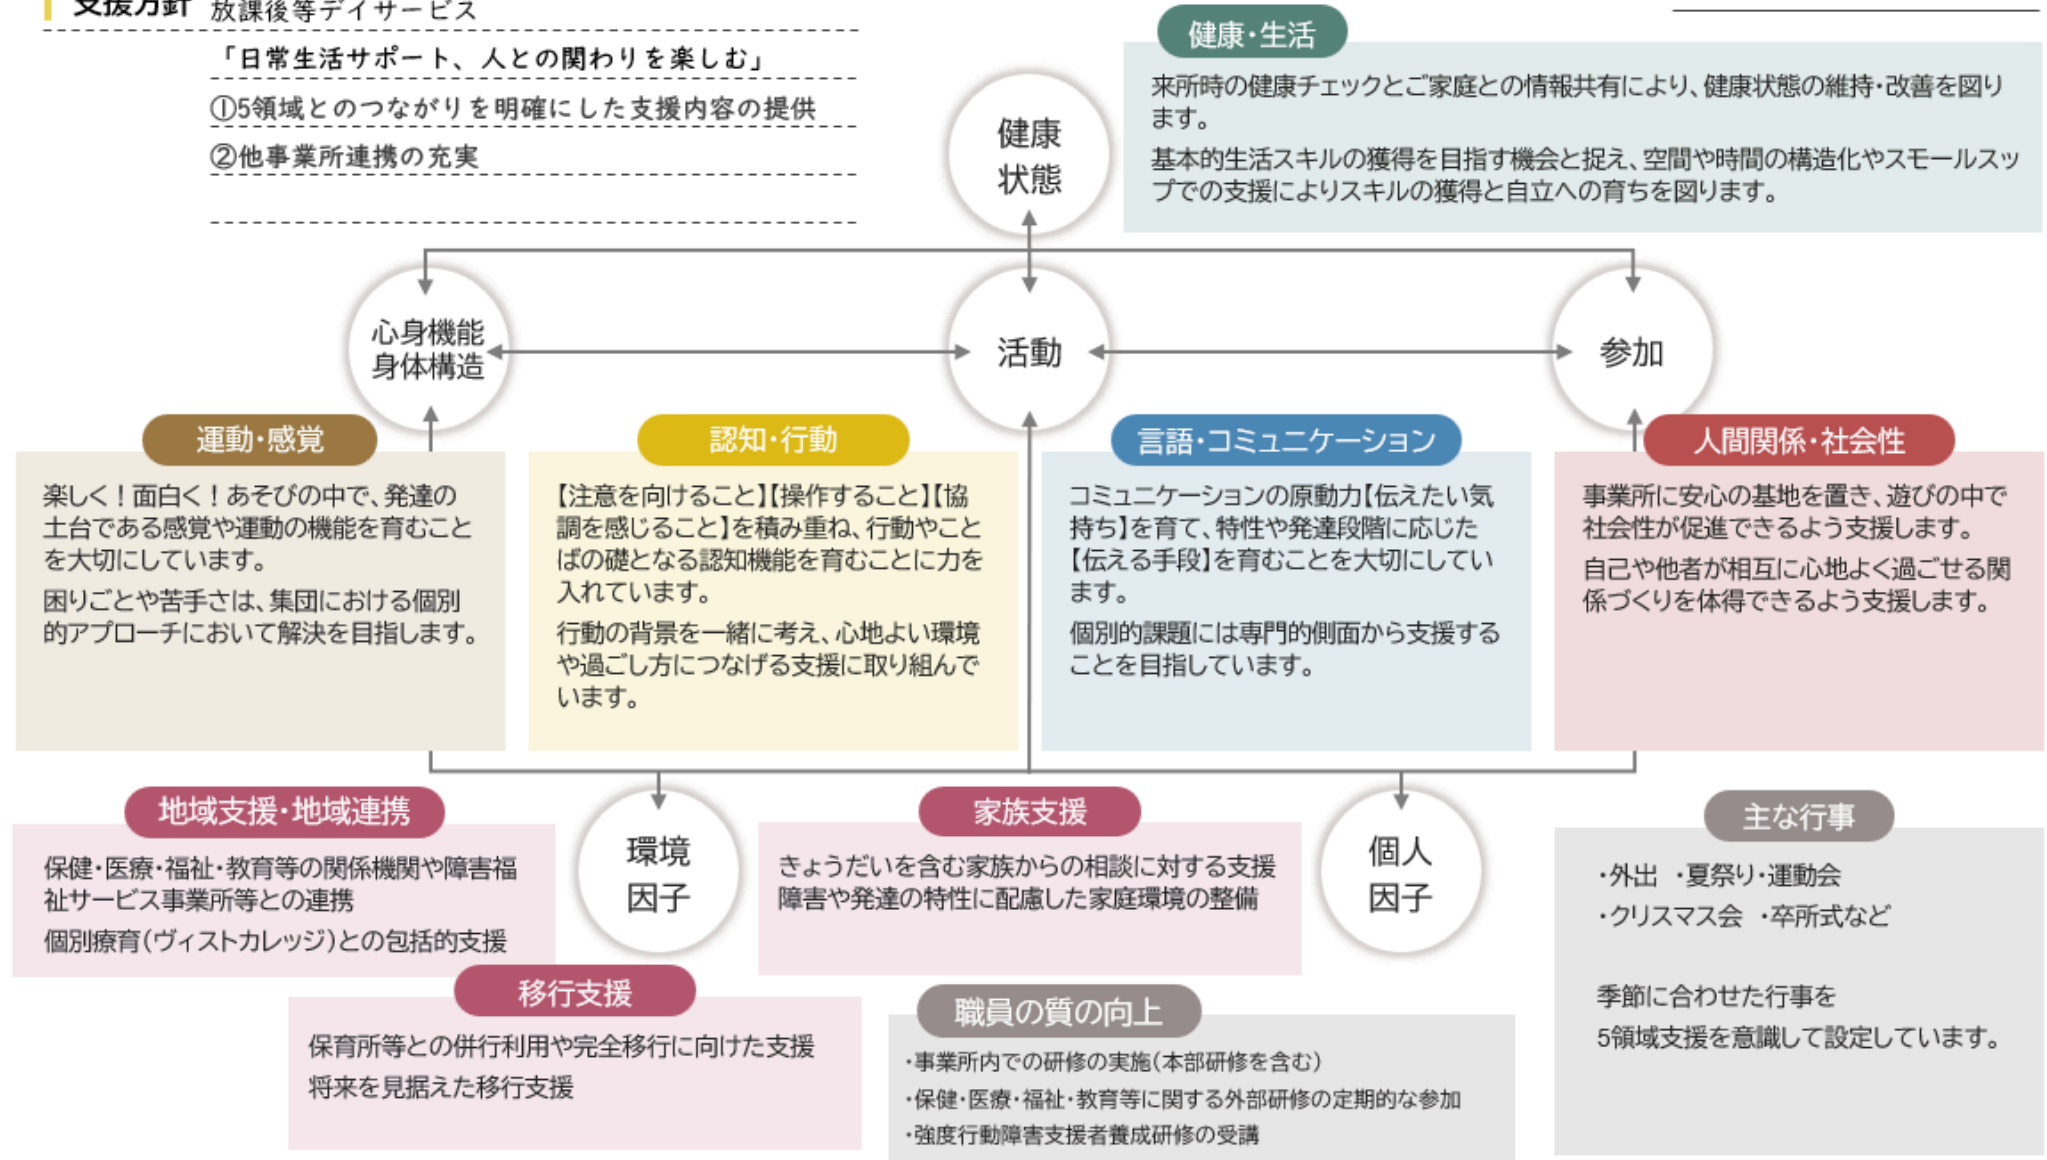 支援方針 放課後等デイサービス
「日常生活サポート、人との関わりを楽しむ」
①5領域とのつながりを明確にした支援内容の提供
②他事業所連携の充実
健康・生活
来所時の健康チェックとご家庭との情報共有により、健康状態の維持・改善を図り
ます。
基本的生活スキルの獲得を目指す機会と捉え、空間や時間の構造化やスモールスッ
プでの支援によりスキルの獲得と自立への育ちを図ります。
健康
状態
心身機能
身体構造
活動
参加
運動・感覚
楽しく！面白く！あそびの中で、発達の
土台である感覚や運動の機能を育むこと
を大切にしています。
困りごとや苦手さは、集団における個別
的アプローチにおいて解決を目指します。
認知・行動
【注意を向けること】【操作すること】【協
調を感じること】を積み重ね、行動やこと
ばの礎となる認知機能を育むことに力を
入れています。
行動の背景を一緒に考え、心地よい環境
や過ごし方につなげる支援に取り組んで
います。
言語・コミュニケーション
コミュニケーションの原動力【伝えたい気
持ち】を育て、特性や発達段階に応じた
【伝える手段】を育むことを大切にしてい
ます。
個別的課題には専門的側面から支援する
ことを目指しています。
人間関係・社会性
事業所に安心の基地を置き、遊びの中で
社会性が促進できるよう支援します。
自己や他者が相互に心地よく過ごせる関
係づくりを体得できるよう支援します。
地域支援・地域連携
保健・医療・福祉・教育等の関係機関や障害福
祉サービス事業所等との連携
個別療育（ヴィストカレッジ）との包括的支援
環境
因子
家族支援
きょうだいを含む家族からの相談に対する支援
障害や発達の特性に配慮した家庭環境の整備
個人
因子
主な行事
・外出 ・夏祭り・運動会
・クリスマス会 ・卒所式など
季節に合わせた行事を
5領域支援を意識して設定しています。
移行支援
保育所等との併行利用や完全移行に向けた支援
将来を見据えた移行支援
職員の質の向上
・事業所内での研修の実施（本部研修を含む）
・保健・医療・福祉・教育等に関する外部研修の定期的な参加
・強度行動障害支援者養成研修の受講